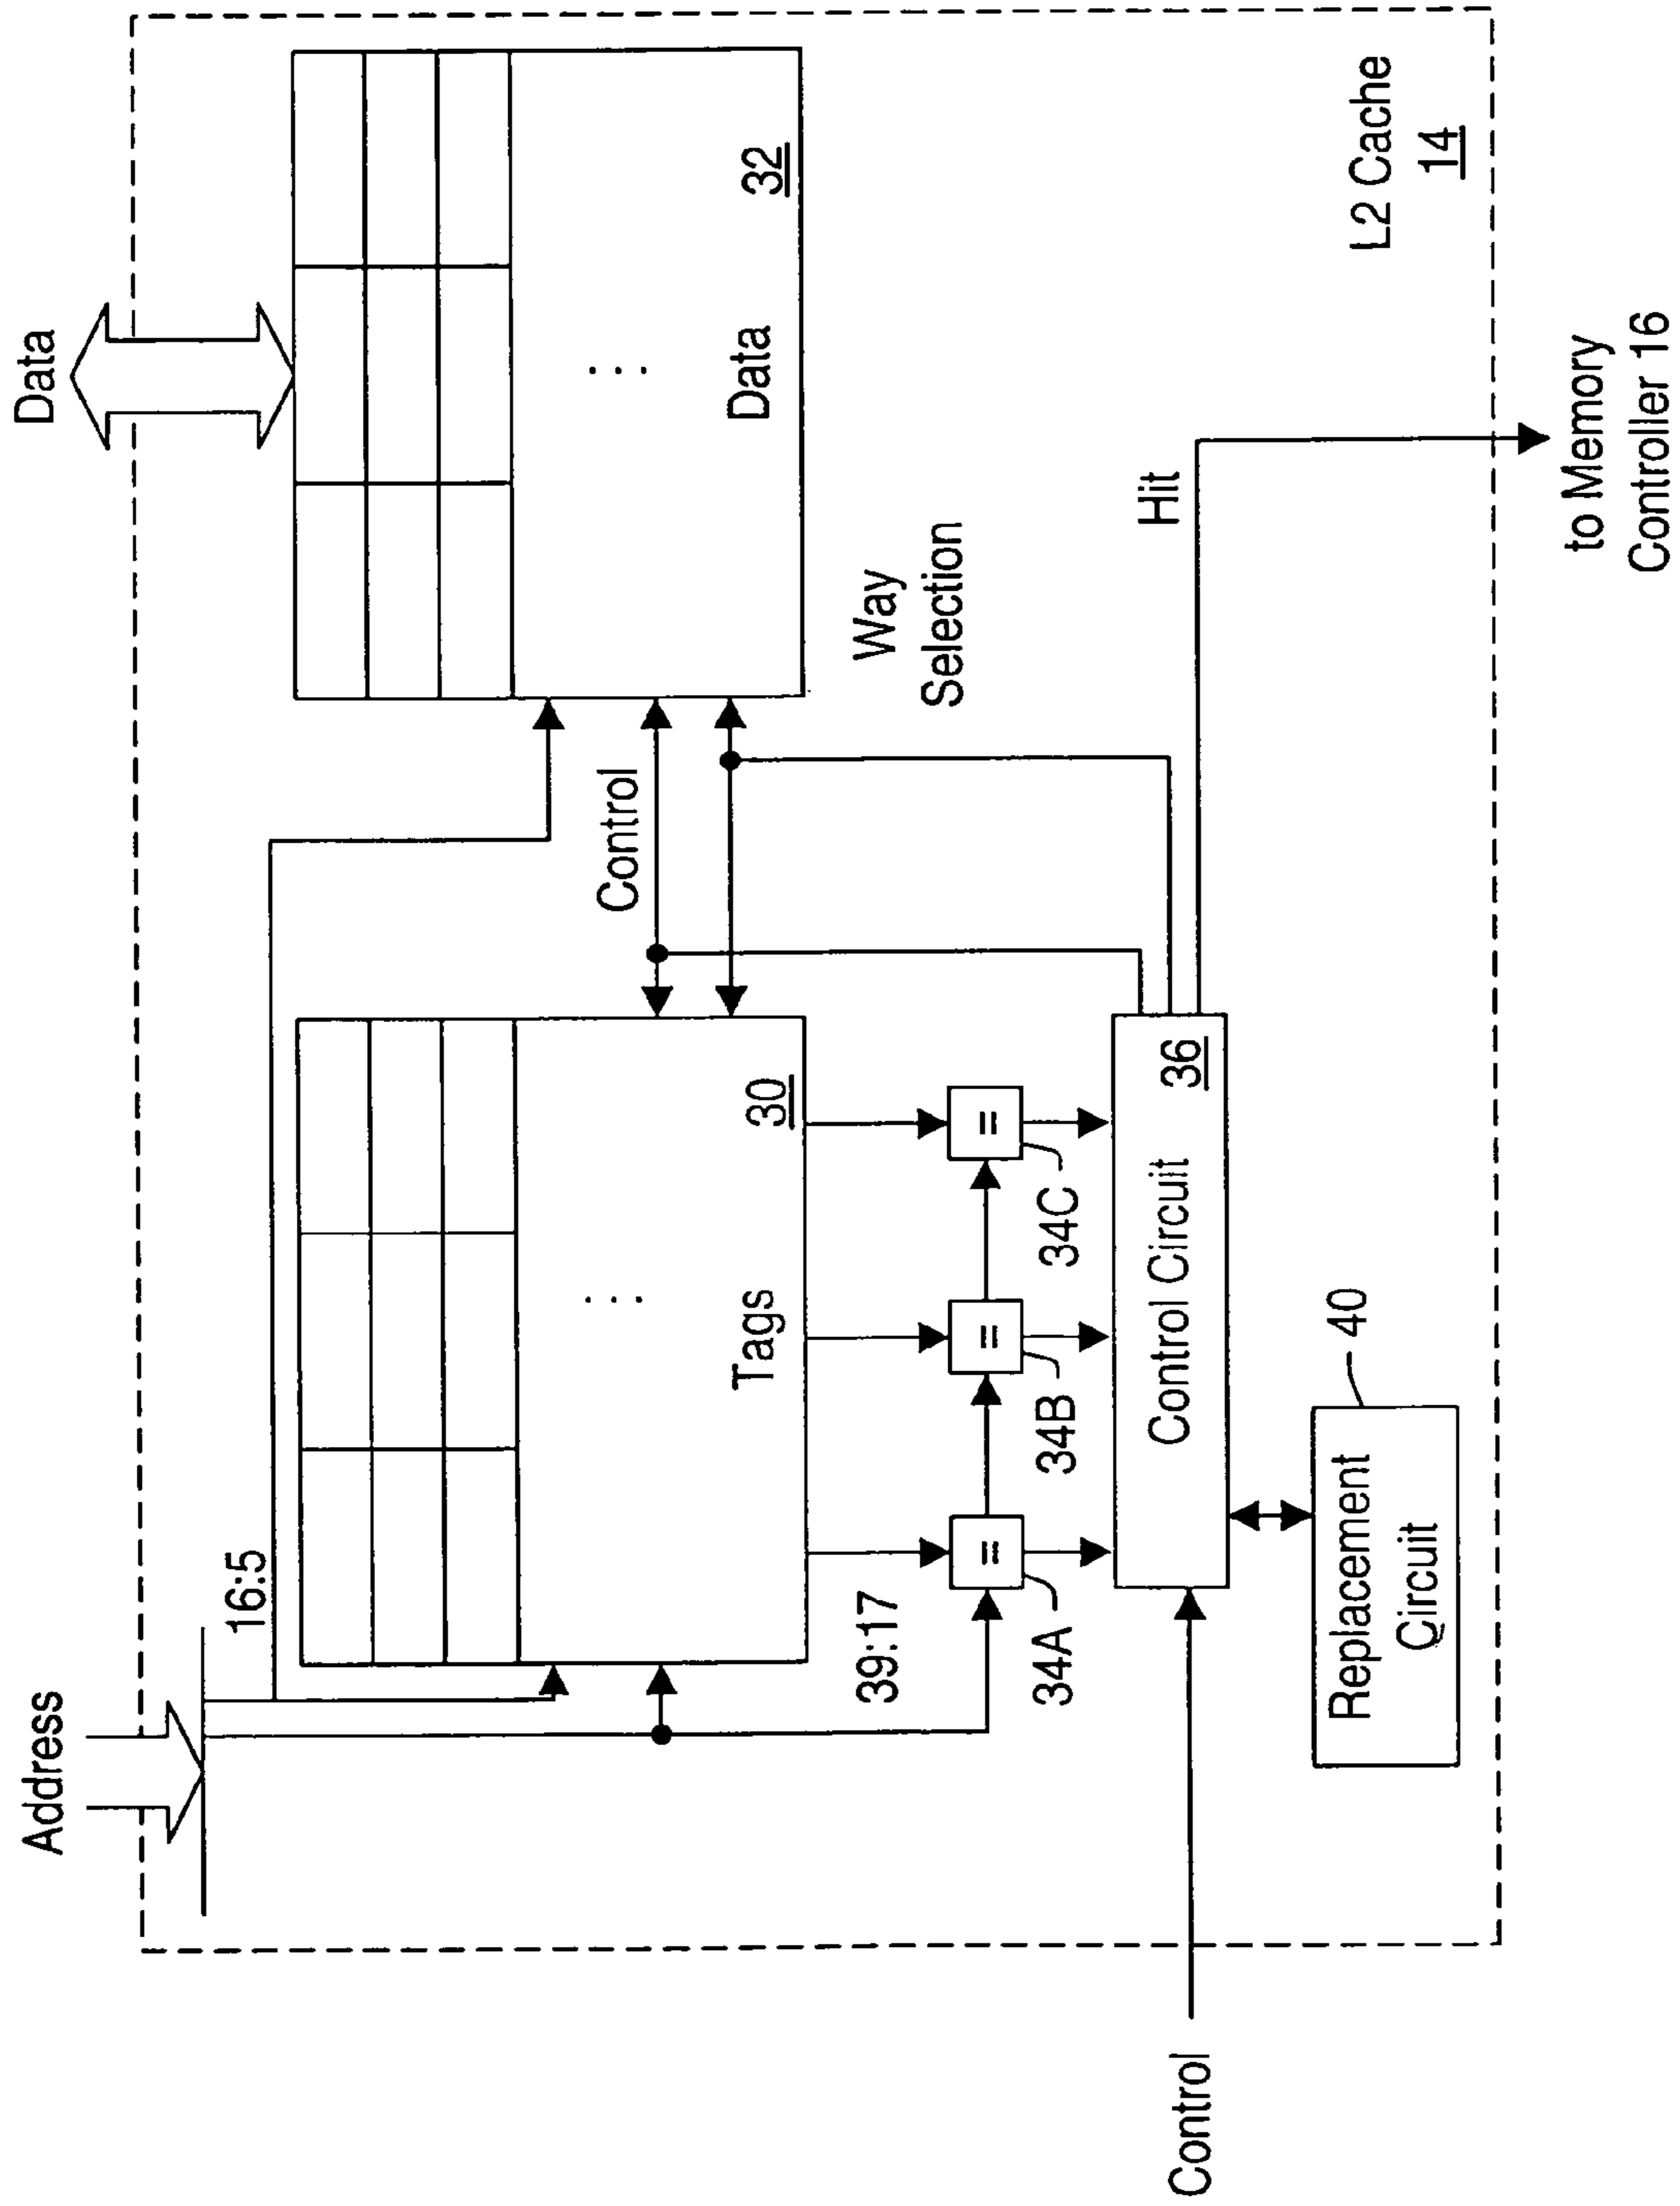 Address
Data
16:5
Tags
30
Control
Data
32
39:17
34A
34B
34C
Way
Selection
Control
Control Circuit
36
Hit
Replacement
Circuit
40
L2 Cache
14
to Memory
Controller 16